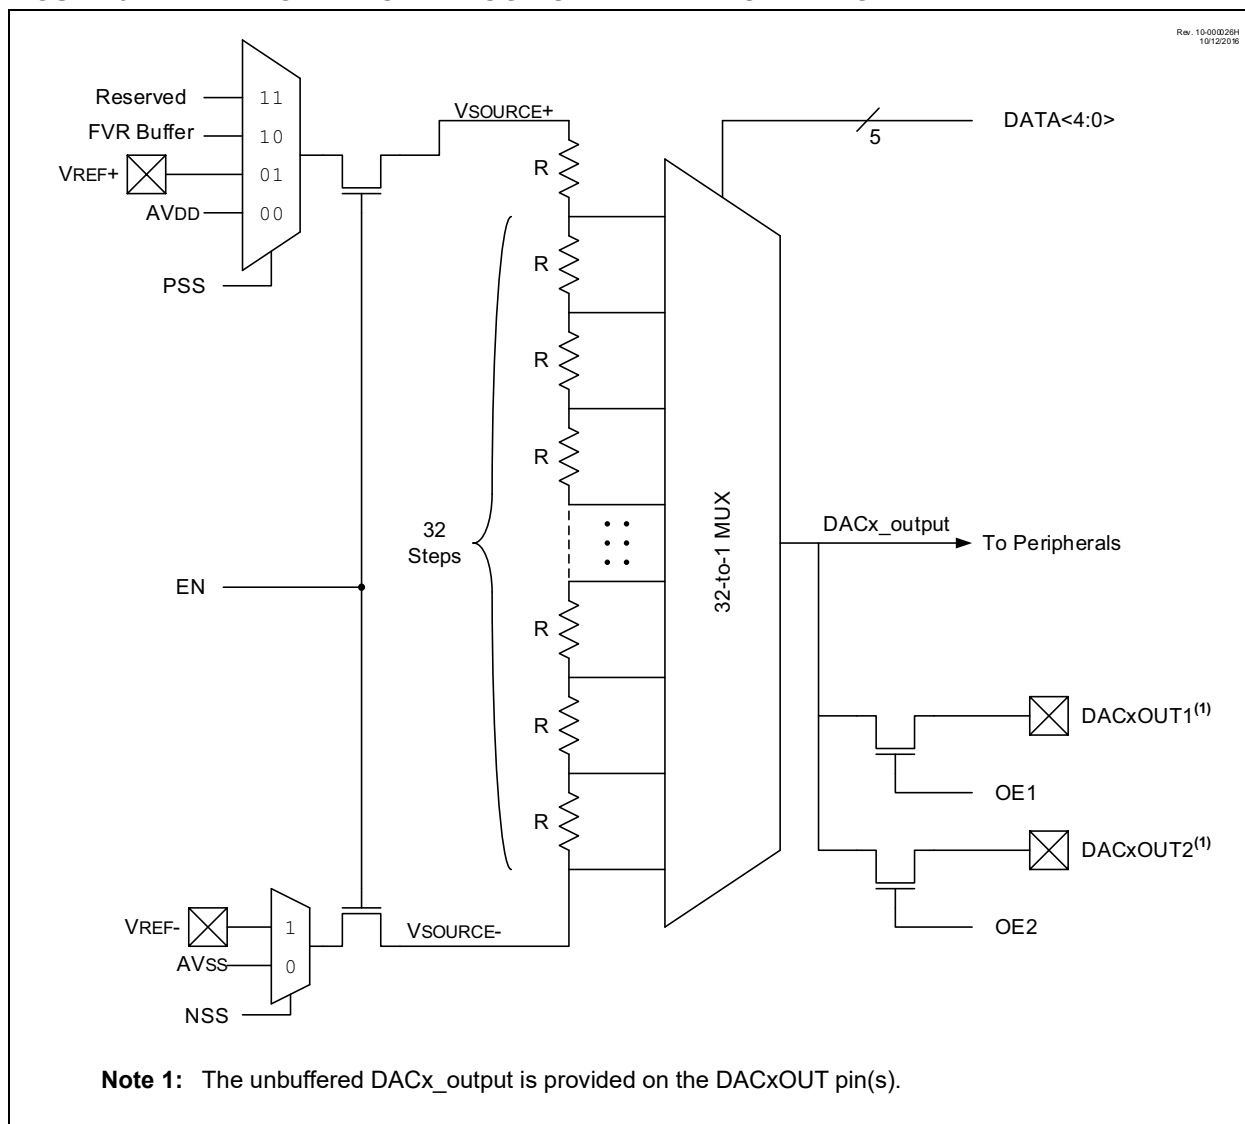 Rev. 10-000026H
10/12/2016
Reserved
11
FVR Buffer
10
VREF+
01
AVDD
00
PSS
VSOURCE+
R
R
R
R
DATA<4:0>
5
32
Steps
32-to-1 MUX
DACx_output
To Peripherals
EN
R
R
R
DACxOUT1(1)
OE1
DACxOUT2(1)
OE2
VREF-
1
AVSS
0
NSS
VSOURCE-
Note 1: The unbuffered DACx_output is provided on the DACxOUT pin(s).